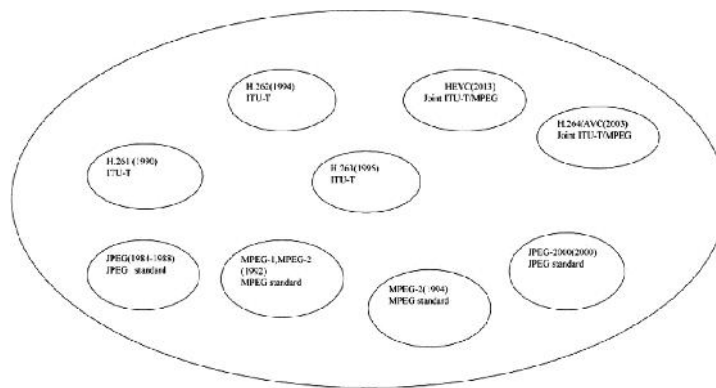 H.262(1994)
ITU-T
HEVC(2013)
Joint ITU-T/MPEG
H.264/AVC(2003)
Joint ITU-T/MPEG
H.261 (1990)
ITU-T
H.263(1995)
ITU-T
JPEG(1984-1988)
JPEG standard
MPEG-1,MPEG-2
(1992)
MPEG standard
MPEG-2(1994)
MPEG standard
JPEG-2000(2000)
JPEG standard